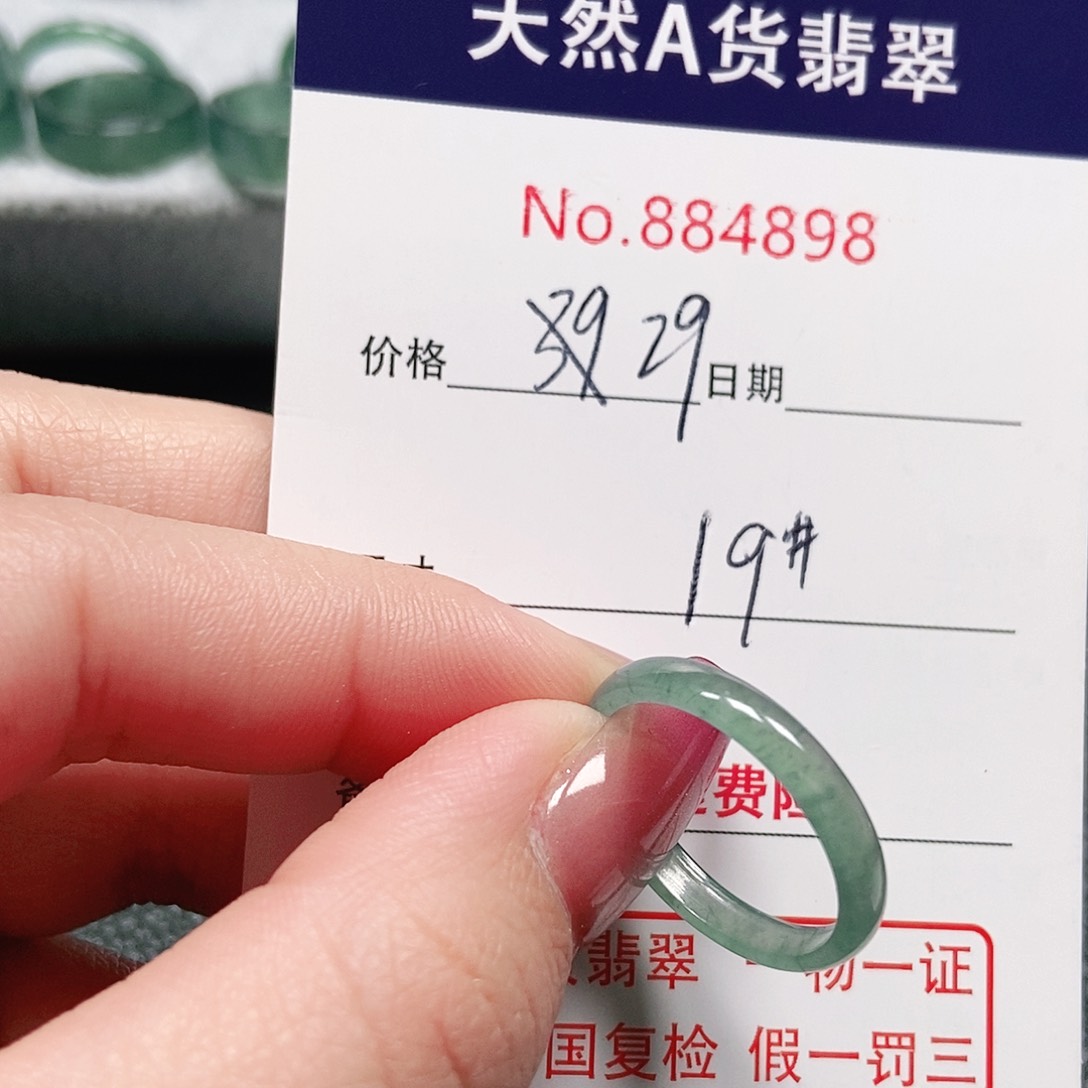 天然A货翡翠
No.884898
价格 39 29 日期
19#
费
翡翠 一物一证
国复检 假一罚三